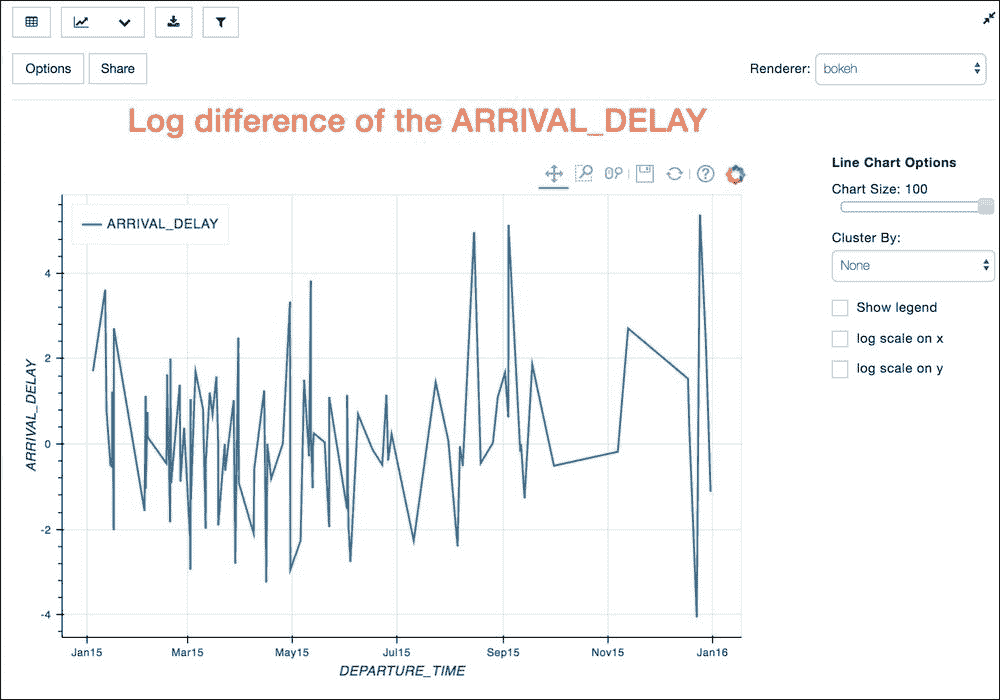 Options Share Renderer: bokeh
Log difference of the ARRIVAL_DELAY
Line Chart Options
Chart Size: 100
Cluster By:
None
Show legend
log scale on x
log scale on y
ARRIVAL_DELAY
ARRIVAL_DELAY
4
2
0
-2
-4
Jan15 Mar15 May15 Jul15 Sep15 Nov15 Jan16
DEPARTURE_TIME